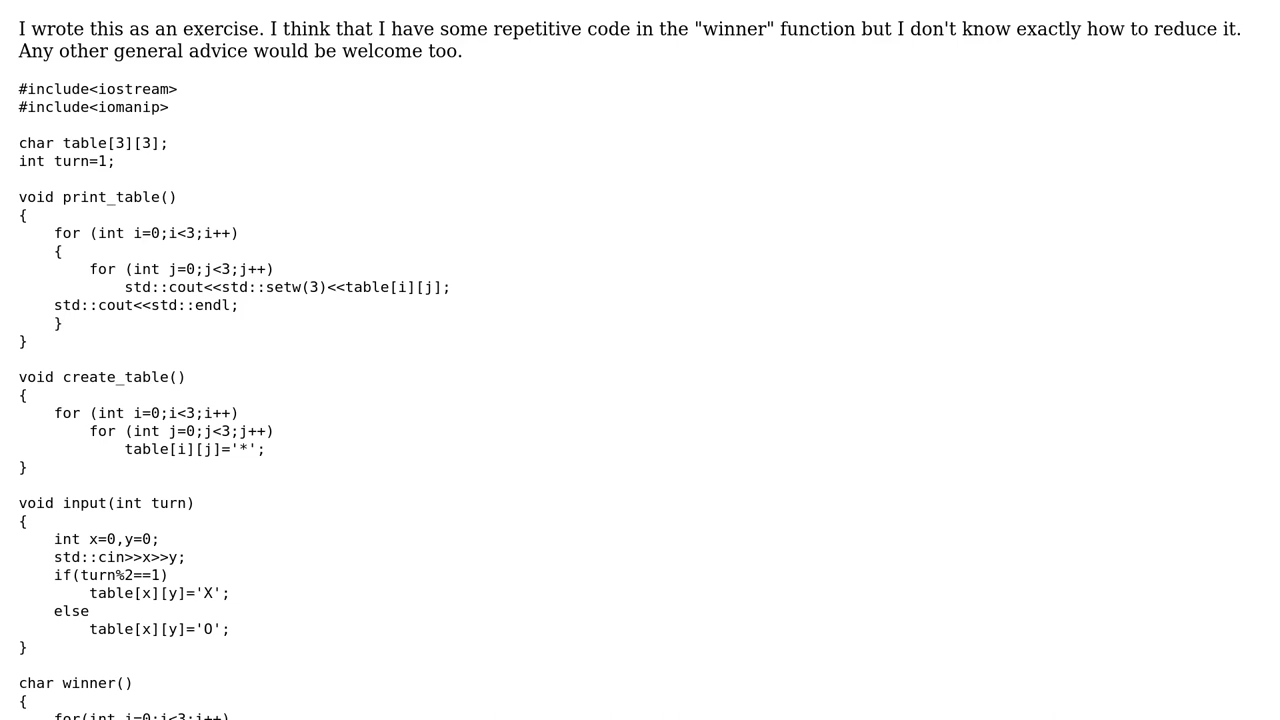 I wrote this as an exercise. I think that I have some repetitive code in the "winner" function but I don't know exactly how to reduce it.
Any other general advice would be welcome too.
#include<iostream>
#include<iomanip>
char table[3][3];
int turn=1;
void print_table()
{
    for (int i=0;i<3;i++)
    {
        for (int j=0;j<3;j++)
            std::cout<<std::setw(3)<<table[i][j];
    std::cout<<std::endl;
    }
}
void create_table()
{
    for (int i=0;i<3;i++)
        for (int j=0;j<3;j++)
            table[i][j]='*';
}
void input(int turn)
{
    int x=0,y=0;
    std::cin>>x>>y;
    if(turn%2==1)
        table[x][y]='X';
    else
        table[x][y]='O';
}
char winner()
{
    for(int i=0;i<3;i++)